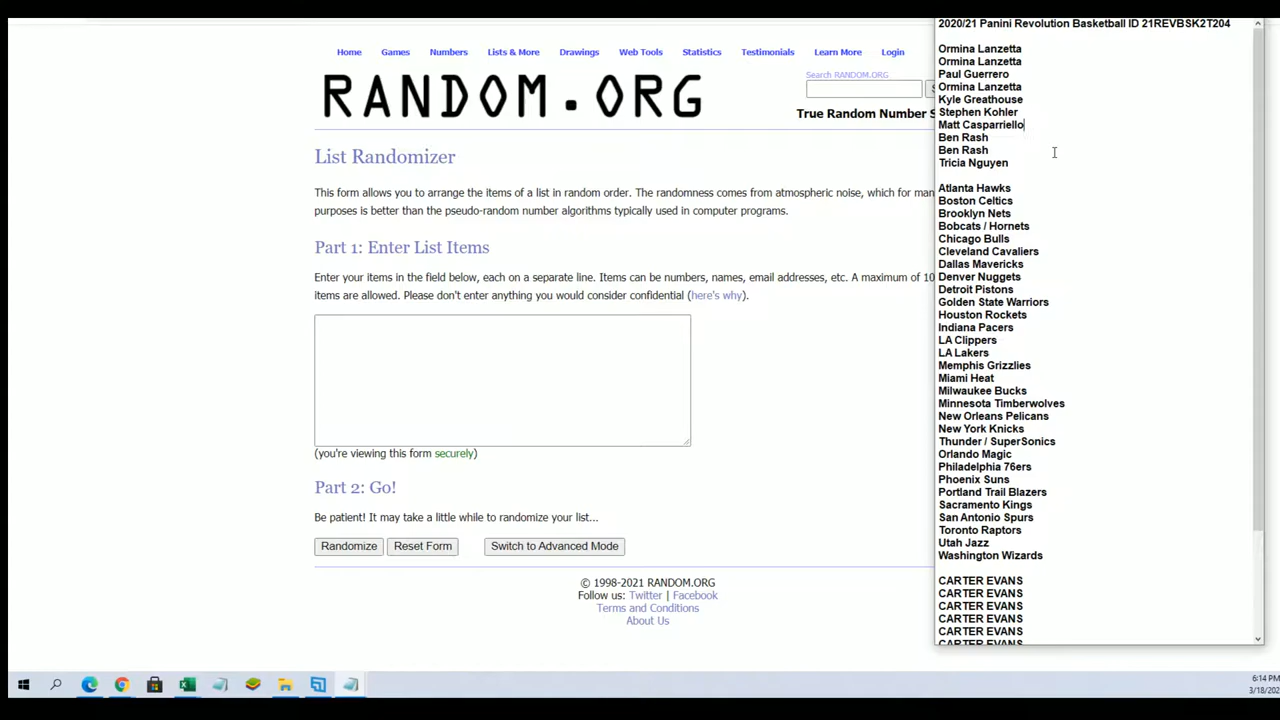 Home Games Numbers Lists & More Drawings Web Tools Statistics Testimonials Learn More Login
RANDOM.ORG
Search RANDOM.ORG
True Random Number S
List Randomizer
This form allows you to arrange the items of a list in random order. The randomness comes from atmospheric noise, which for man
purposes is better than the pseudo-random number algorithms typically used in computer programs.
Part 1: Enter List Items
Enter your items in the field below, each on a separate line. Items can be numbers, names, email addresses, etc. A maximum of 10
items are allowed. Please don't enter anything you would consider confidential (here's why).
(you're viewing this form securely)
Part 2: Go!
Be patient! It may take a little while to randomize your list...
Randomize Reset Form Switch to Advanced Mode
© 1998-2021 RANDOM.ORG
Follow us: Twitter | Facebook
Terms and Conditions
About Us
2020/21 Panini Revolution Basketball ID 21REVBSK2T204
Ormina Lanzetta
Ormina Lanzetta
Paul Guerrero
Ormina Lanzetta
Kyle Greathouse
Stephen Kohler
Matt Casparriello
Ben Rash
Ben Rash
Tricia Nguyen
Atlanta Hawks
Boston Celtics
Brooklyn Nets
Bobcats / Hornets
Chicago Bulls
Cleveland Cavaliers
Dallas Mavericks
Denver Nuggets
Detroit Pistons
Golden State Warriors
Houston Rockets
Indiana Pacers
LA Clippers
LA Lakers
Memphis Grizzlies
Miami Heat
Milwaukee Bucks
Minnesota Timberwolves
New Orleans Pelicans
New York Knicks
Thunder / SuperSonics
Orlando Magic
Philadelphia 76ers
Phoenix Suns
Portland Trail Blazers
Sacramento Kings
San Antonio Spurs
Toronto Raptors
Utah Jazz
Washington Wizards
CARTER EVANS
CARTER EVANS
CARTER EVANS
CARTER EVANS
CARTER EVANS
CARTER EVANS
6:14 PM
3/18/202